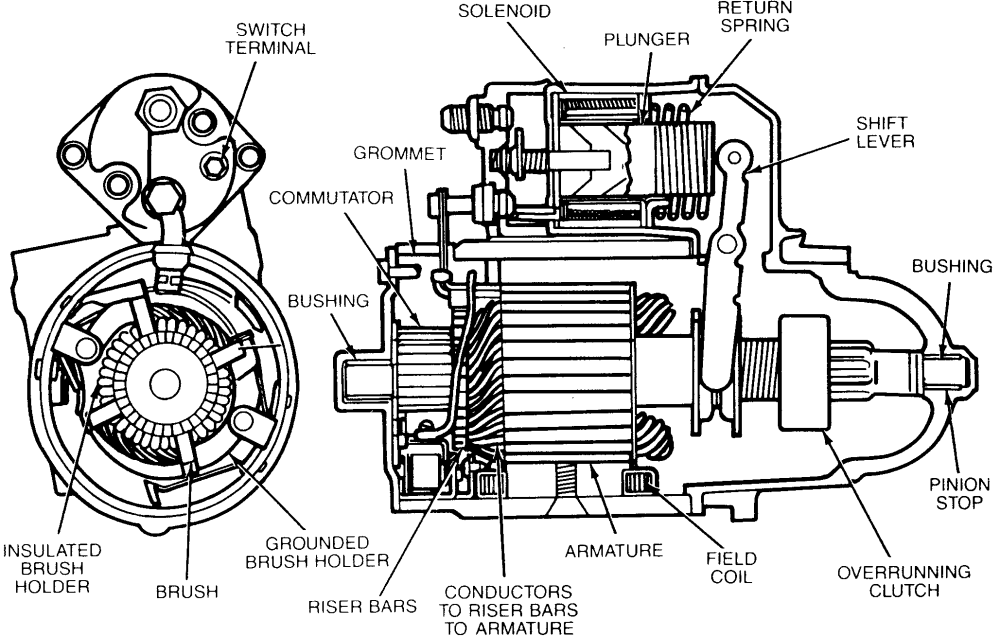 SOLENOID
RETURN
SPRING
SWITCH
TERMINAL
PLUNGER
SHIFT
LEVER
GROMMET
COMMUTATOR
BUSHING
BUSHING
PINION
STOP
INSULATED
BRUSH
HOLDER
BRUSH
GROUNDED
BRUSH HOLDER
RISER BARS
CONDUCTORS
TO RISER BARS
TO ARMATURE
ARMATURE
FIELD
COIL
OVERRUNNING
CLUTCH